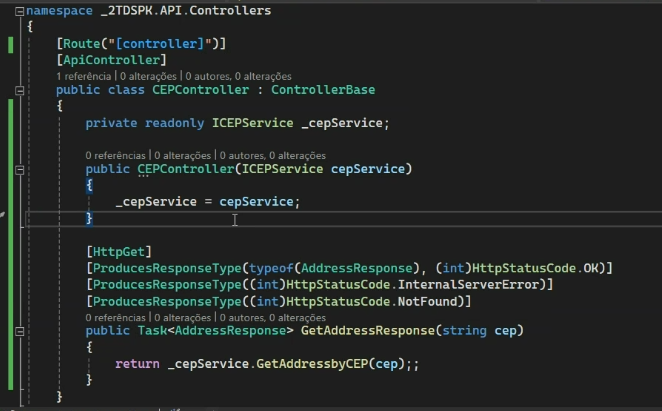 namespace _2TDSPK.API.Controllers
{
[Route("[controller]")]
[ApiController]
1 referência | 0 alterações | 0 autores, 0 alterações
public class CEPController : ControllerBase
{
private readonly ICEPService _cepService;
0 referências | 0 alterações | 0 autores, 0 alterações
public CEPController(ICEPService cepService)
{
_cepService = cepService;
}
[HttpGet]
[ProducesResponseType(typeof(AddressResponse), (int)HttpStatusCode.OK)]
[ProducesResponseType((int)HttpStatusCode.InternalServerError)]
[ProducesResponseType((int)HttpStatusCode.NotFound)]
0 referências | 0 alterações | 0 autores, 0 alterações
public Task<AddressResponse> GetAddressResponse(string cep)
{
return _cepService.GetAddressbyCEP(cep);;
}
}